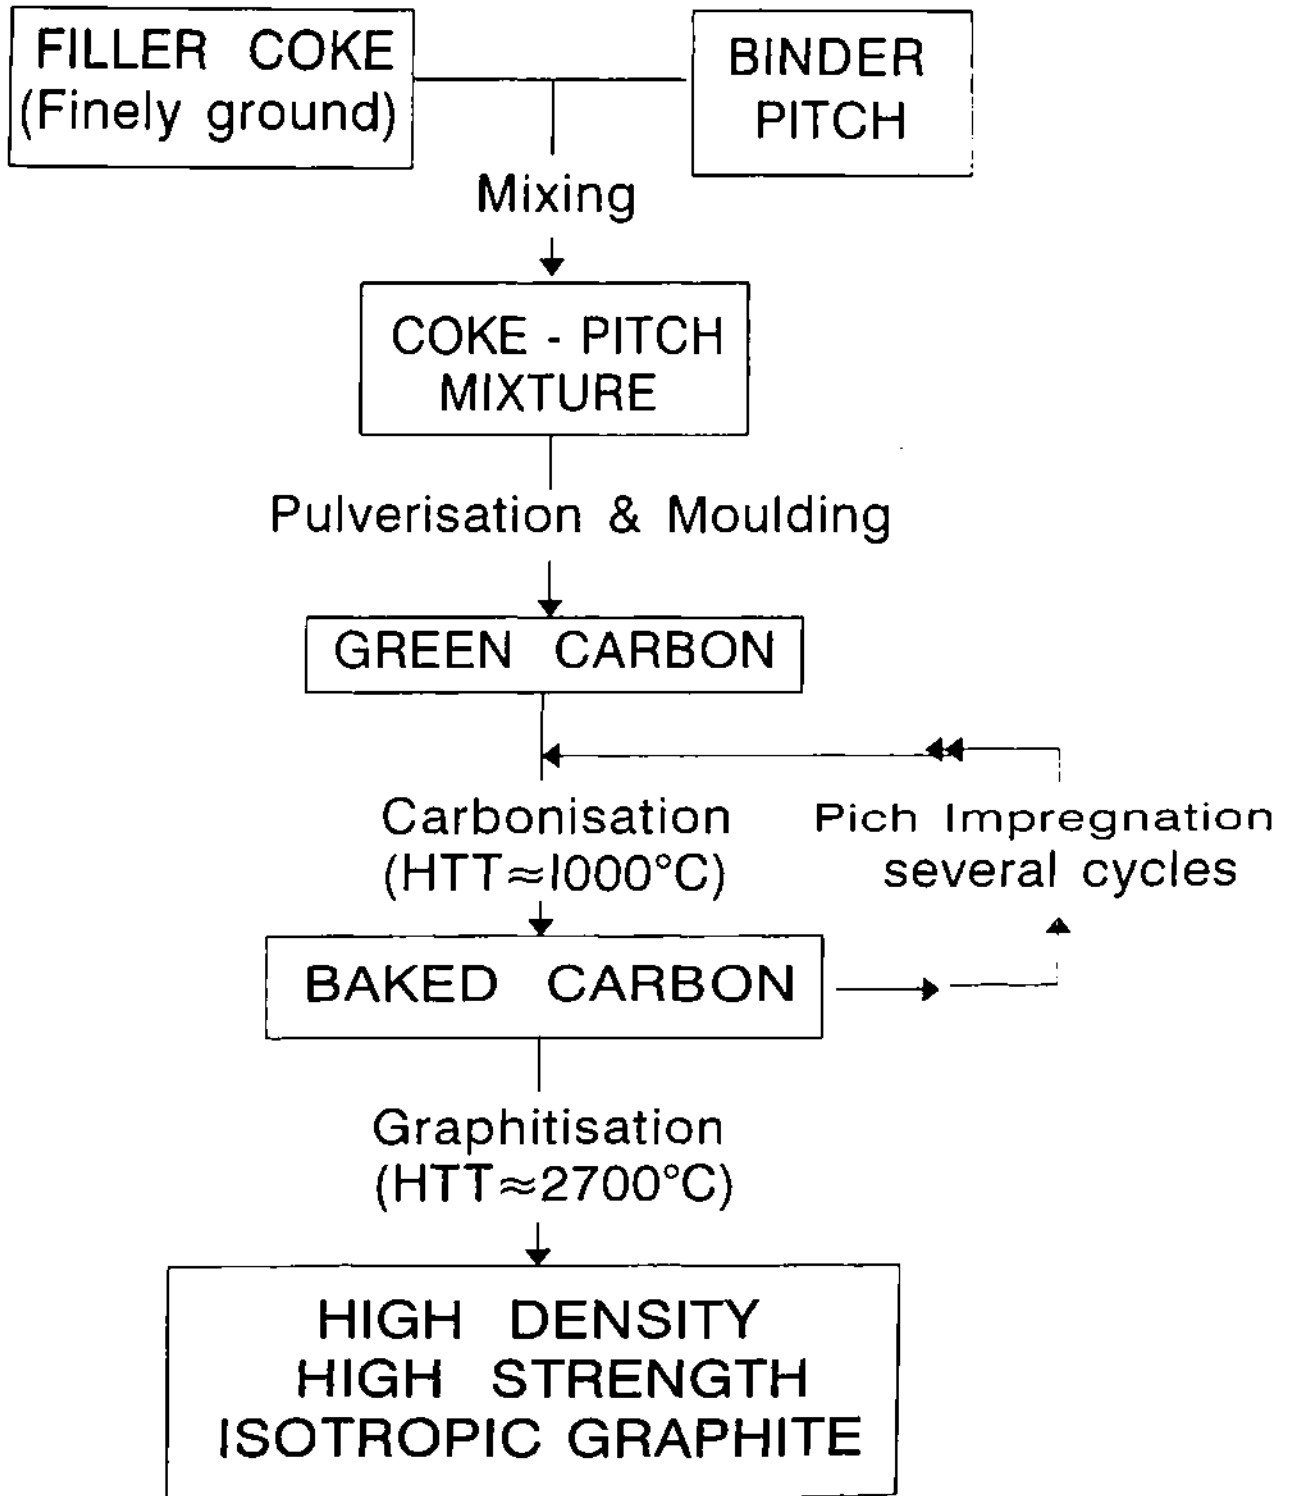 FILLER COKE
(Finely ground)
BINDER
PITCH
Mixing
COKE - PITCH
MIXTURE
Pulverisation & Moulding
GREEN CARBON
Carbonisation
(HTT≈1000°C)
Pich Impregnation
several cycles
BAKED CARBON
Graphitisation
(HTT≈2700°C)
HIGH DENSITY
HIGH STRENGTH
ISOTROPIC GRAPHITE